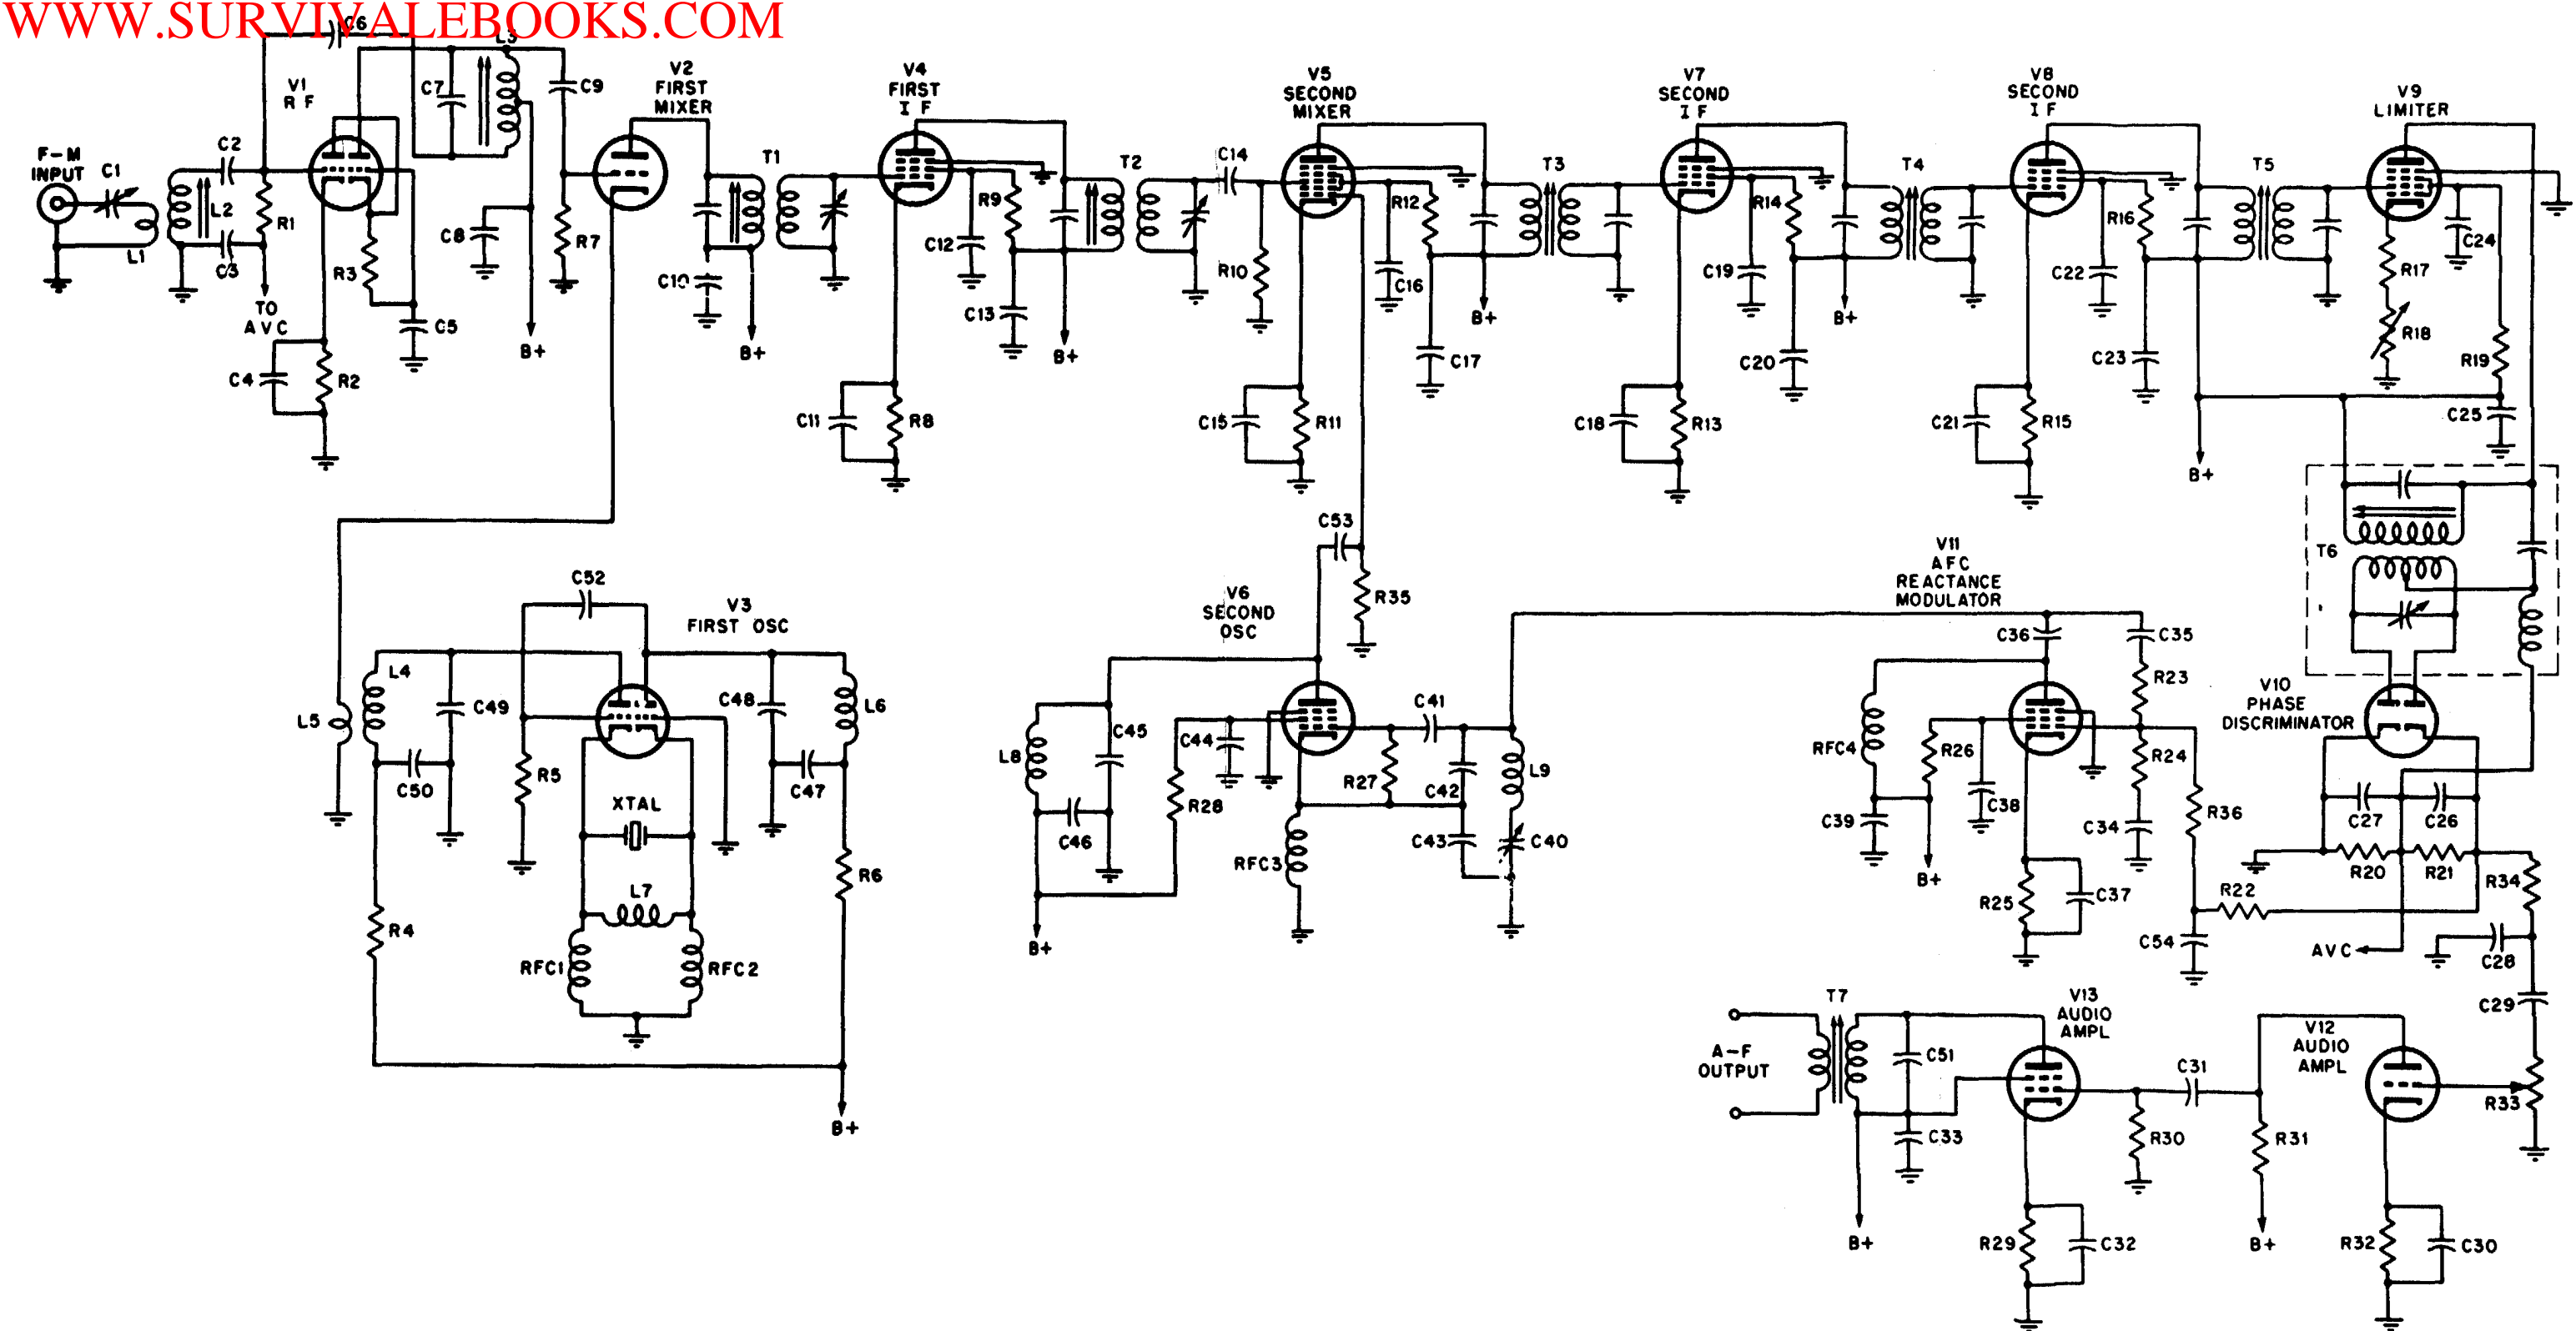 WWW.SURVIVALEBOOKS.COM
C6
L3
V1
R F
C7
C9
V2
FIRST
MIXER
V4
FIRST
I F
V5
SECOND
MIXER
V7
SECOND
I F
V8
SECOND
I F
V9
LIMITER
F-M
INPUT
C1
C2
L2
R1
L1
C3
TO
AVC
R3
C5
C4
R2
C8
B+
R7
T1
C10
B+
R9
C12
C13
C11
R8
B+
T2
C14
R10
R12
C16
C17
B+
C15
R11
T3
R14
C19
C20
B+
C18
R13
T4
R16
C22
C23
C21
R15
T5
B+
C24
R17
R18
R19
C25
C53
R35
T6
C52
V3
FIRST OSC
L4
L5
C49
C50
R5
XTAL
L7
RFC1
RFC2
C48
C47
L6
R4
R6
B+
V6
SECOND
OSC
L8
C45
C46
B+
C44
R28
R27
RFC3
C41
C42
C43
L9
C40
V11
AFC
REACTANCE
MODULATOR
C36
C35
R23
RFC4
R26
R24
C39
C38
C34
R36
B+
R25
C37
R22
C54
V10
PHASE
DISCRIMINATOR
C27
C26
R20
R21
R34
AVC
C28
C29
T7
V13
AUDIO
AMPL
V12
AUDIO
AMPL
A-F
OUTPUT
C51
C31
C33
R30
R31
R33
B+
R29
C32
B+
R32
C30